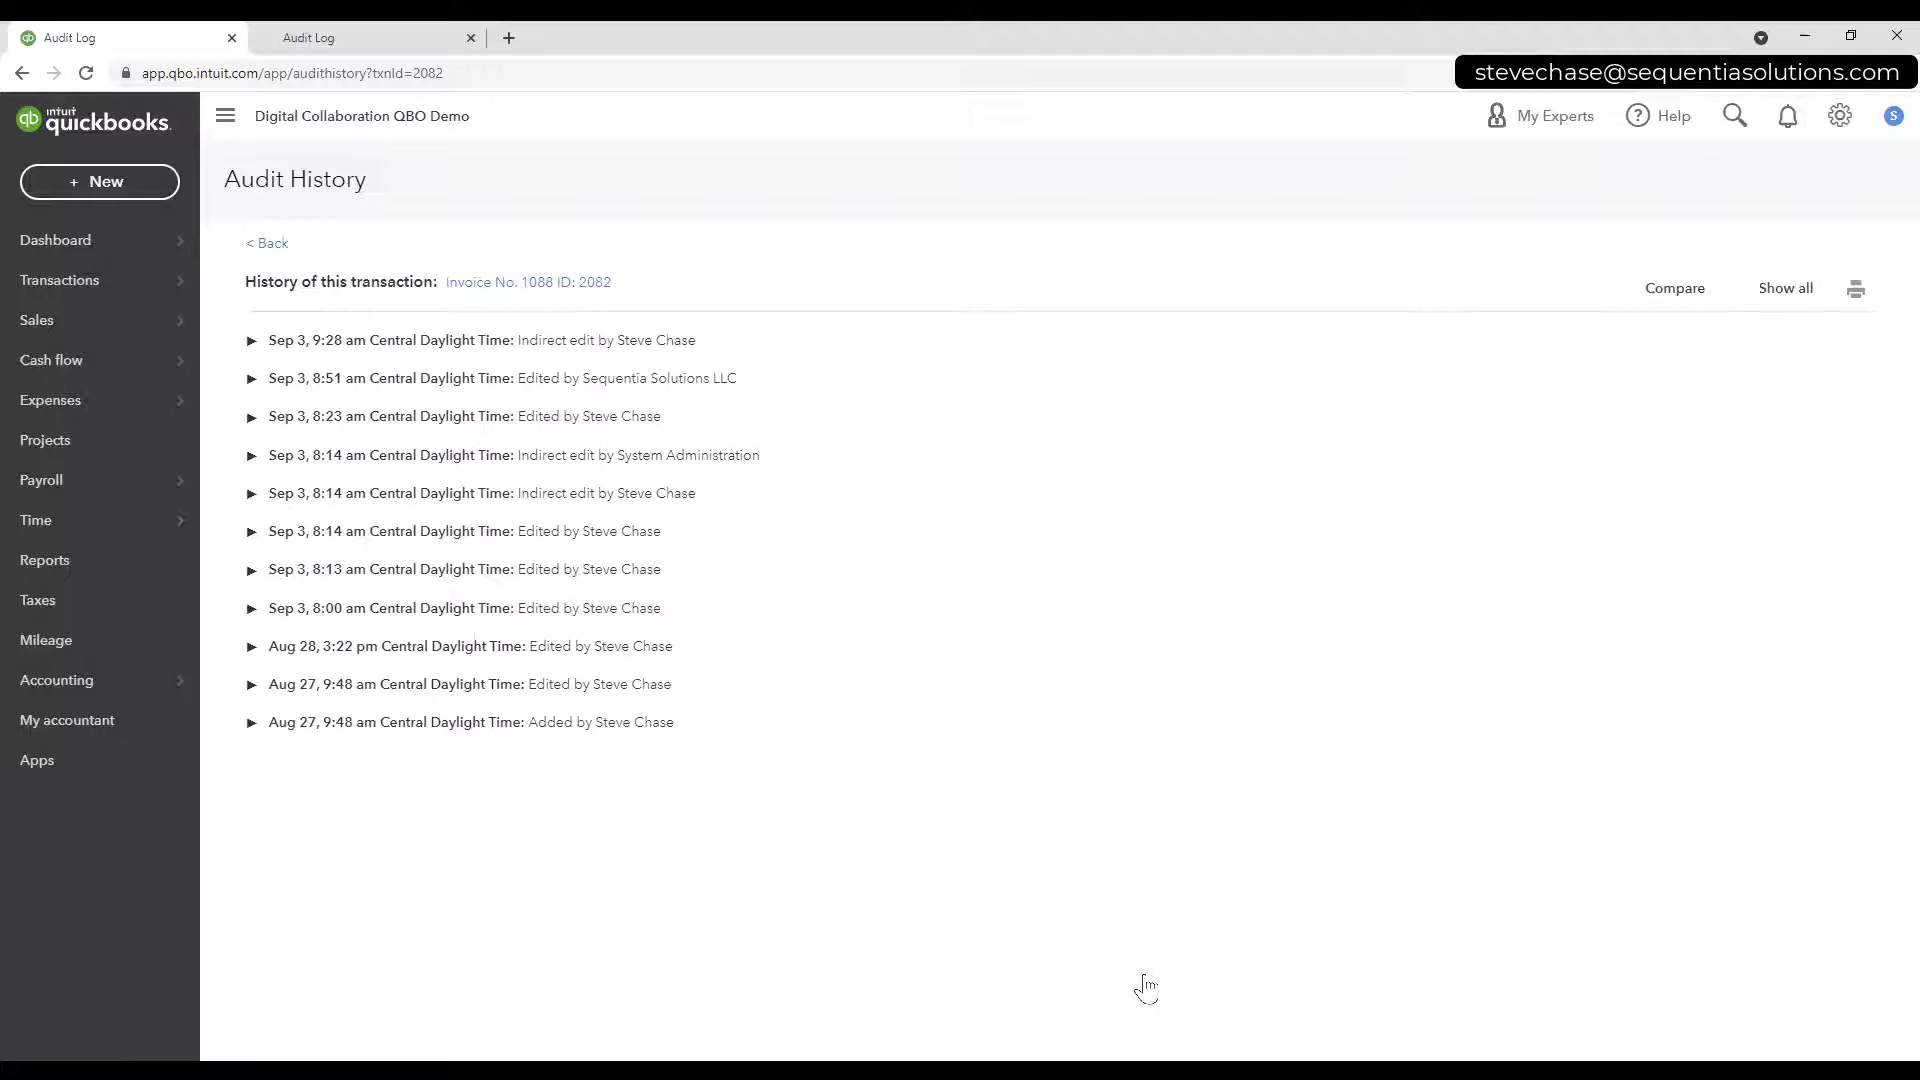 Audit Log
Audit Log
app.qbo.intuit.com/app/audithistory?txnId=2082
stevechase@sequentiasolutions.com
qb intuit quickbooks.
Digital Collaboration QBO Demo
My Experts
Help
S
+ New
Audit History
Dashboard
Transactions
Sales
Cash flow
Expenses
Projects
Payroll
Time
Reports
Taxes
Mileage
Accounting
My accountant
Apps
< Back
History of this transaction: Invoice No. 1088 ID: 2082
Compare
Show all
Sep 3, 9:28 am Central Daylight Time: Indirect edit by Steve Chase
Sep 3, 8:51 am Central Daylight Time: Edited by Sequentia Solutions LLC
Sep 3, 8:23 am Central Daylight Time: Edited by Steve Chase
Sep 3, 8:14 am Central Daylight Time: Indirect edit by System Administration
Sep 3, 8:14 am Central Daylight Time: Indirect edit by Steve Chase
Sep 3, 8:14 am Central Daylight Time: Edited by Steve Chase
Sep 3, 8:13 am Central Daylight Time: Edited by Steve Chase
Sep 3, 8:00 am Central Daylight Time: Edited by Steve Chase
Aug 28, 3:22 pm Central Daylight Time: Edited by Steve Chase
Aug 27, 9:48 am Central Daylight Time: Edited by Steve Chase
Aug 27, 9:48 am Central Daylight Time: Added by Steve Chase